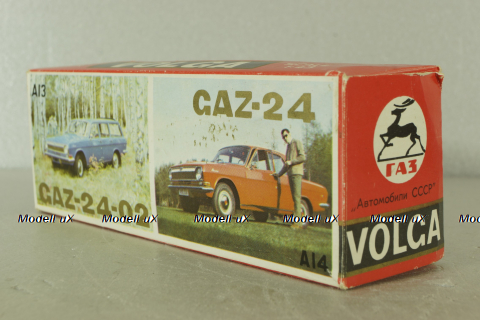 VOLGA
A13
GAZ-24-02
GAZ-24
A14
ГАЗ
„Автомобили СССР"
VOLGA
Modell uX Modell uX Modell uX Modell uX Modell uX